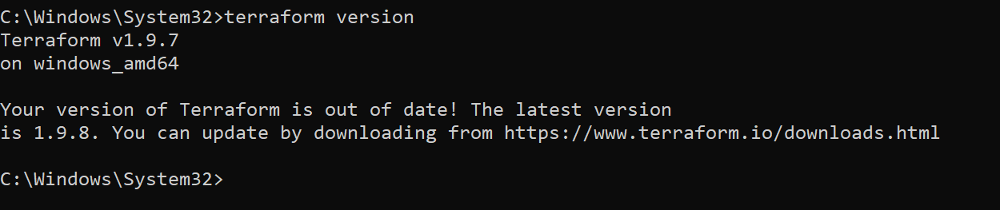 C:\Windows\System32>terraform version
Terraform v1.9.7
on windows_amd64
Your version of Terraform is out of date! The latest version
is 1.9.8. You can update by downloading from https://www.terraform.io/downloads.html
C:\Windows\System32>